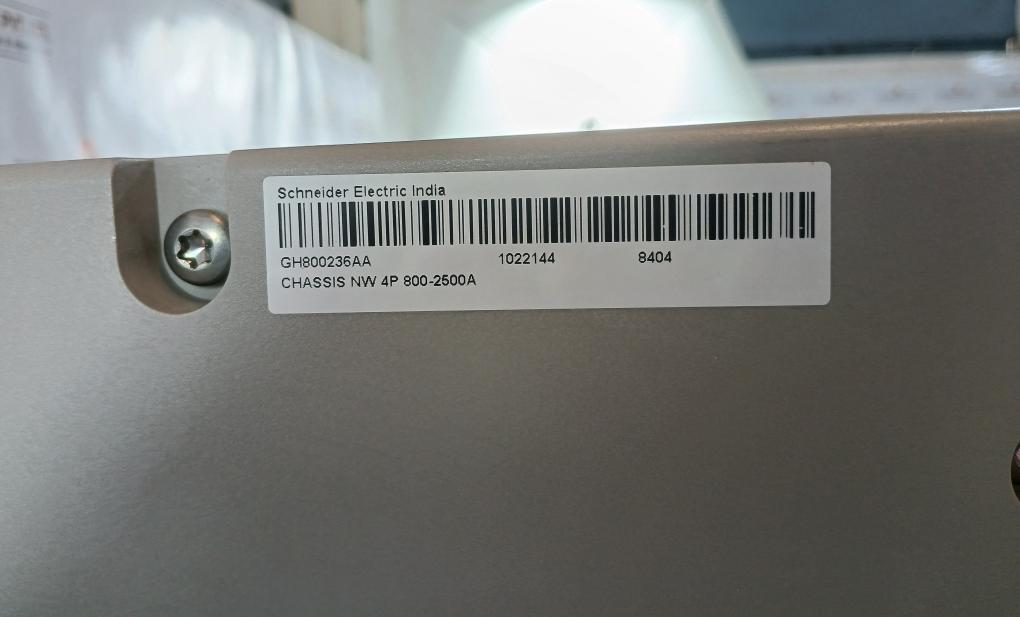 Schneider Electric India
GH800236AA 1022144 8404
CHASSIS NW 4P 800-2500A